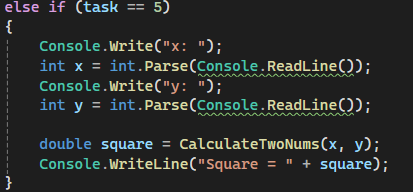 else if (task == 5)
{
Console.Write("x: ");
int x = int.Parse(Console.ReadLine());
Console.Write("y: ");
int y = int.Parse(Console.ReadLine());
double square = CalculateTwoNums(x, y);
Console.WriteLine("Square = " + square);
}